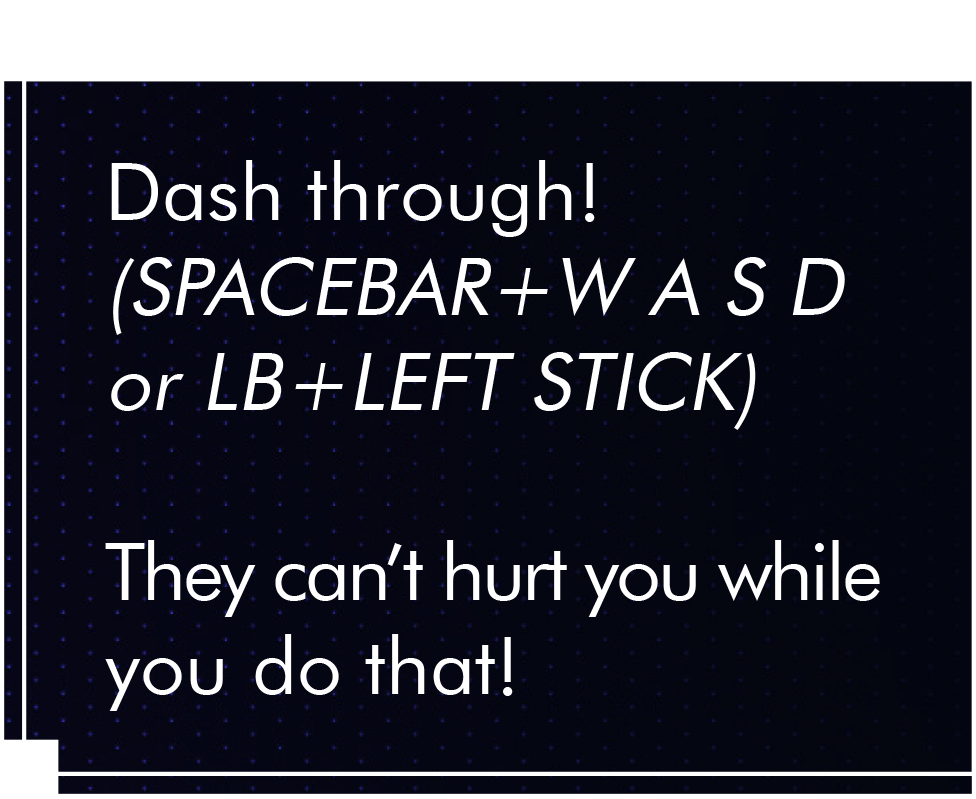 Dash through!
(SPACEBAR+W A S D
or LB+LEFT STICK)
They can’t hurt you while
you do that!